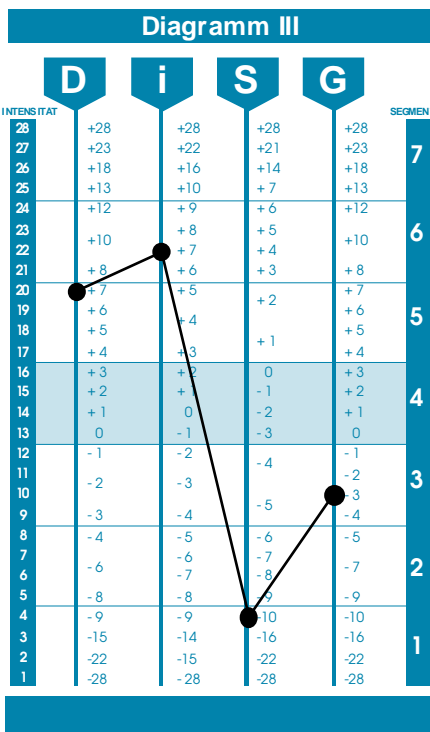 Diagramm III
D i S G
INTENSITAT SEGMEN
28 +28 +28 +28 +28
27 +23 +22 +21 +23
26 +18 +16 +14 +18 7
25 +13 +10 + 7 +13
24 +12 + 9 + 6 +12
23 + 8 + 5
+10 +10 6
22 + 7 + 4
21 + 8 + 6 + 3 + 8
20 + 7 + 5 + 7
+ 2
19 + 6 + 6
+ 4 5
18 + 5 + 5
+ 1
17 + 4 + 3 + 4
16 + 3 + 2 0 + 3
15 + 2 + 1 - 1 + 2
4
14 + 1 0 - 2 + 1
13 0 - 1 - 3 0
12 - 1 - 2 - 1
- 4
11 - 2
- 2 - 3 3
10 - 3
- 5
9 - 3 - 4 - 4
8 - 4 - 5 - 6 - 5
7 - 6 - 7
- 6 - 7 2
6 - 7 - 8
5 - 8 - 8 - 9 - 9
4 - 9 - 9 -10 -10
3 -15 -14 -16 -16
1
2 -22 -15 -22 -22
1 -28 - 28 -28 -28